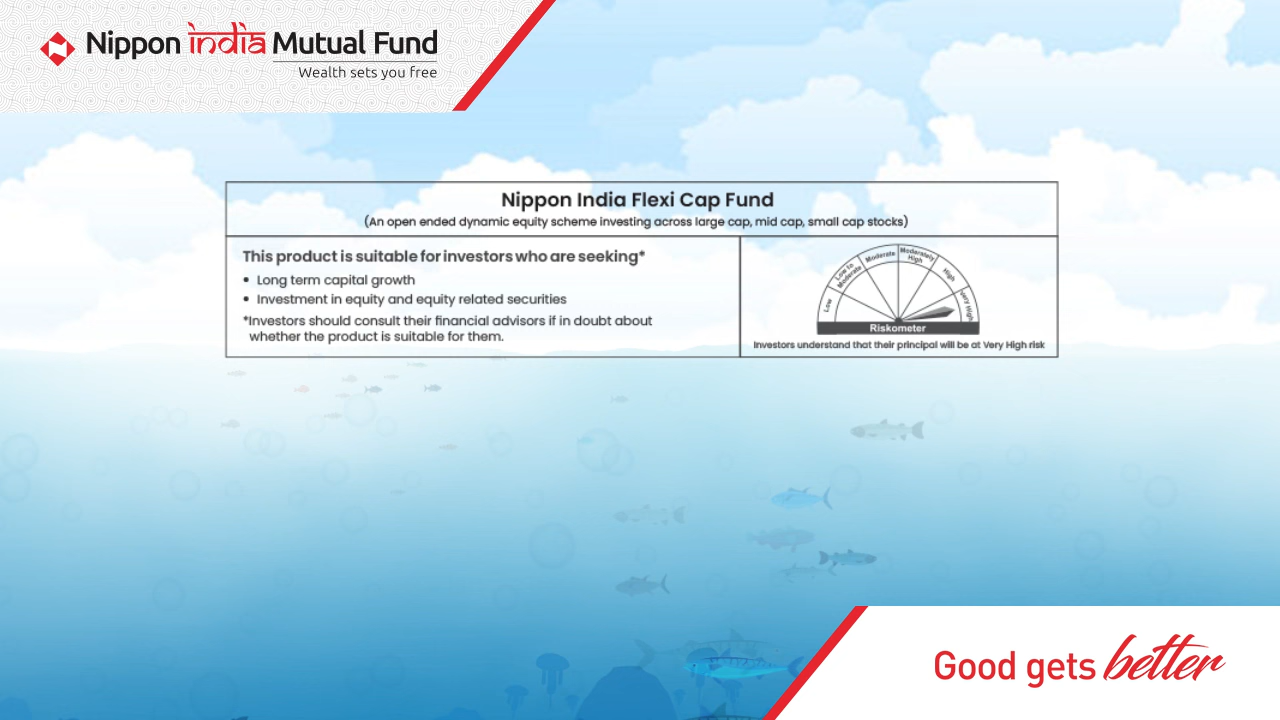 Nippon india Mutual Fund
Wealth sets you free
Nippon India Flexi Cap Fund
(An open ended dynamic equity scheme investing across large cap, mid cap, small cap stocks)
This product is suitable for investors who are seeking*
• Long term capital growth
• Investment in equity and equity related securities
*Investors should consult their financial advisors if in doubt about
whether the product is suitable for them.
Low
Low to
Moderate
Moderate
Moderately
High
High
Very High
Riskometer
Investors understand that their principal will be at Very High risk
Good gets better